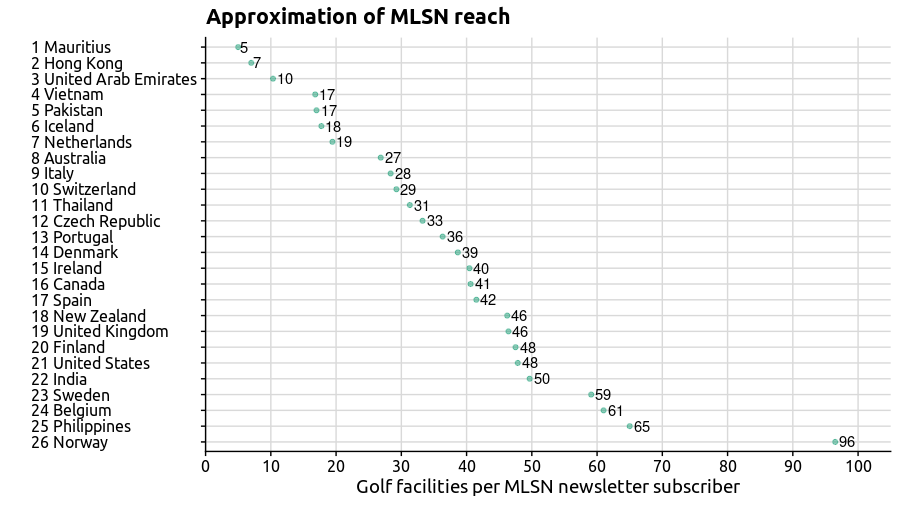 Approximation of MLSN reach
1 Mauritius 5
2 Hong Kong 7
3 United Arab Emirates 10
4 Vietnam 17
5 Pakistan 17
6 Iceland 18
7 Netherlands 19
8 Australia 27
9 Italy 28
10 Switzerland 29
11 Thailand 31
12 Czech Republic 33
13 Portugal 36
14 Denmark 39
15 Ireland 40
16 Canada 41
17 Spain 42
18 New Zealand 46
19 United Kingdom 46
20 Finland 48
21 United States 48
22 India 50
23 Sweden 59
24 Belgium 61
25 Philippines 65
26 Norway 96
0 10 20 30 40 50 60 70 80 90 100
Golf facilities per MLSN newsletter subscriber